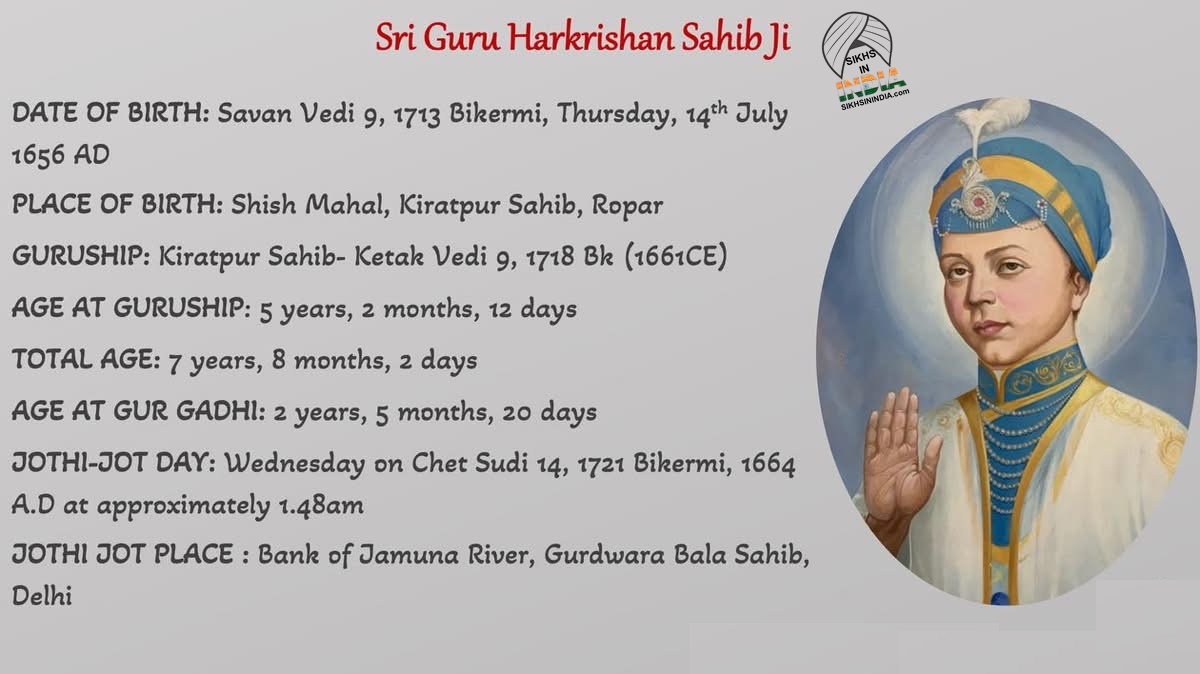 Sri Guru Harkrishan Sahib Ji
SIKHS
IN
INDIA
SIKHSININDIA.com
DATE OF BIRTH: Savan Vedi 9, 1713 Bikermi, Thursday, 14th July
1656 AD
PLACE OF BIRTH: Shish Mahal, Kiratpur Sahib, Ropar
GURUSHIP: Kiratpur Sahib- Ketak Vedi 9, 1718 Bk (1661CE)
AGE AT GURUSHIP: 5 years, 2 months, 12 days
TOTAL AGE: 7 years, 8 months, 2 days
AGE AT GUR GADHI: 2 years, 5 months, 20 days
JOTHI-JOT DAY: Wednesday on Chet Sudi 14, 1721 Bikermi, 1664
A.D at approximately 1.48am
JOTHI JOT PLACE : Bank of Jamuna River, Gurdwara Bala Sahib,
Delhi